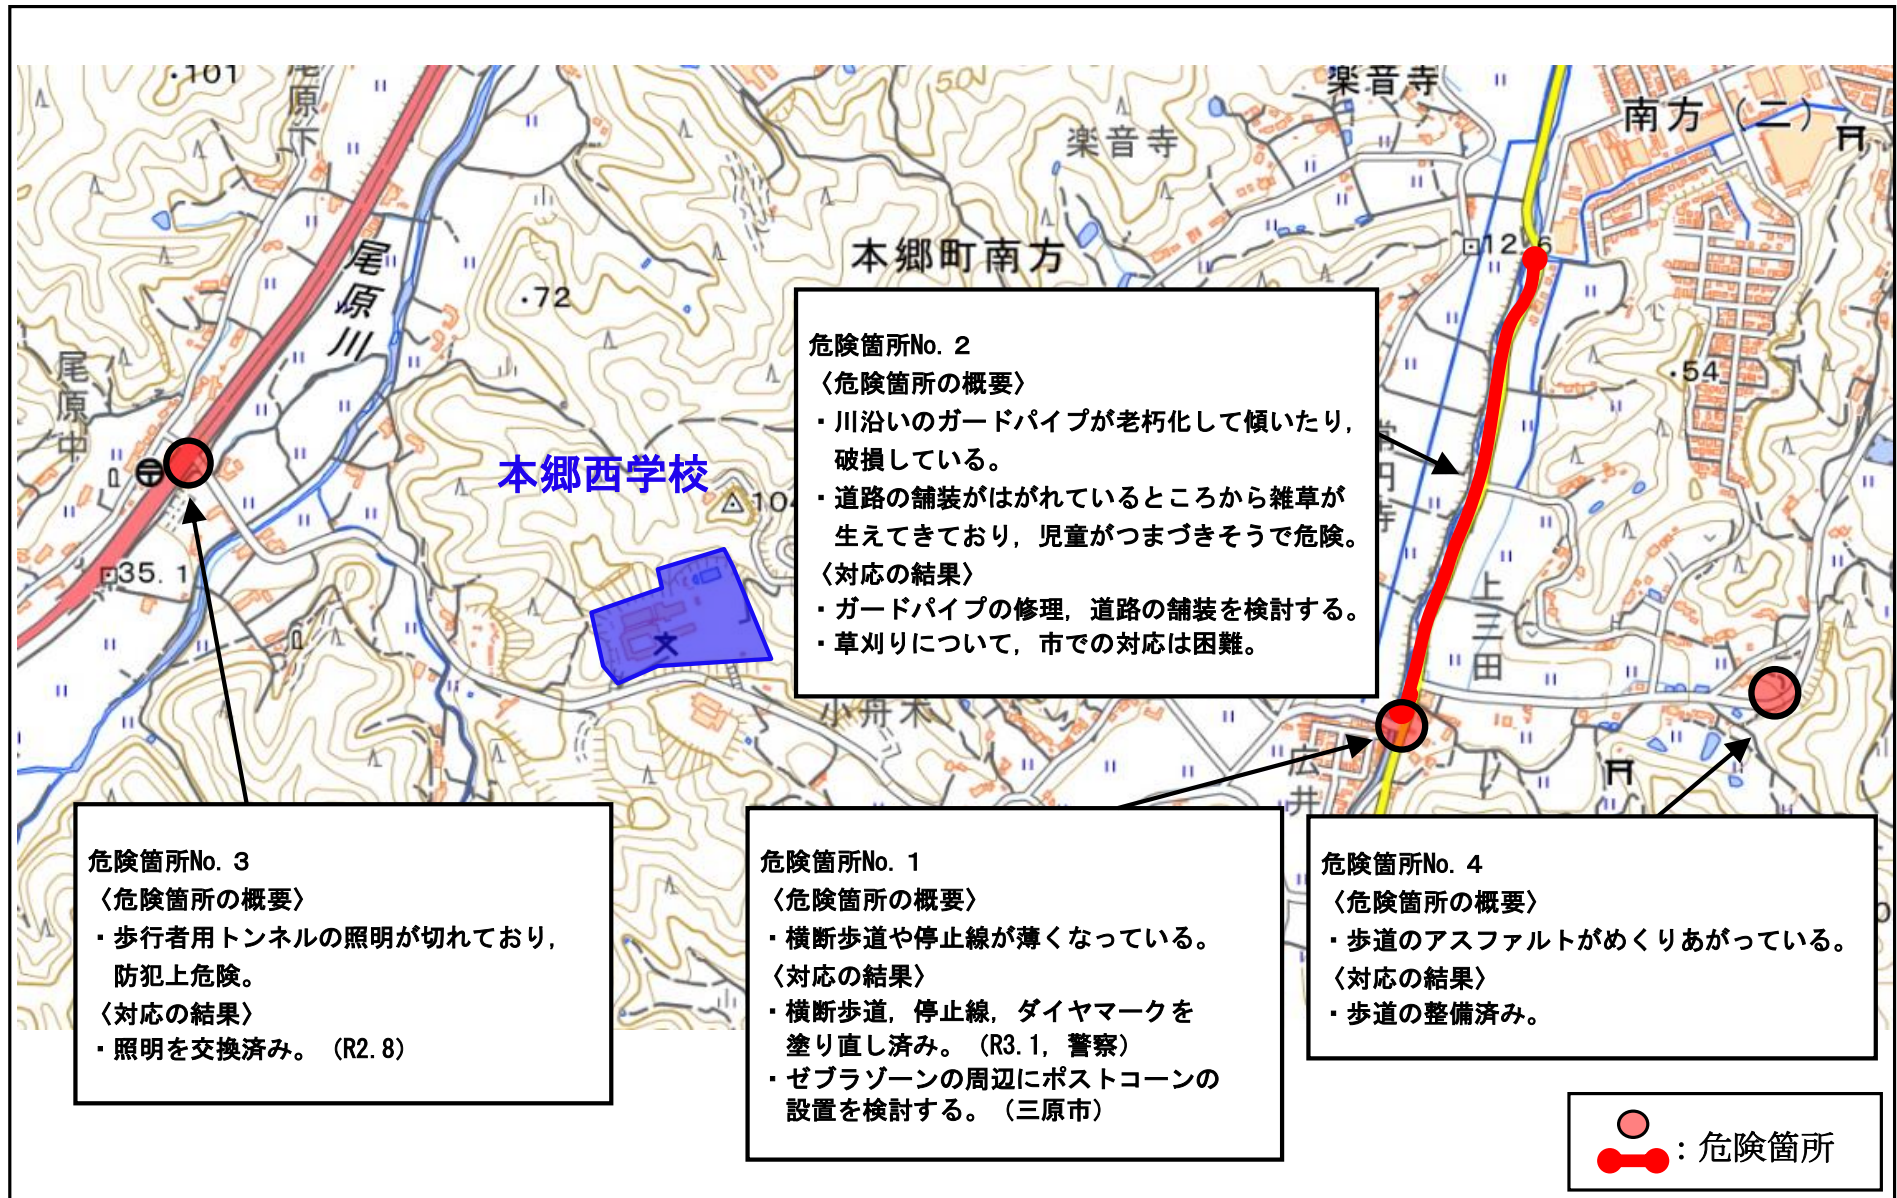 ・101
尾原下
楽音寺
南方(二)
楽音寺
50
本郷町南方
尾原川
・72
12.6
・54
尾原中
本郷西学校
常円寺
35.1
上三田
小舟木
広井
危険箇所No. 2
〈危険箇所の概要〉
・川沿いのガードパイプが老朽化して傾いたり，
破損している。
・道路の舗装がはがれているところから雑草が
生えてきており，児童がつまづきそうで危険。
〈対応の結果〉
・ガードパイプの修理，道路の舗装を検討する。
・草刈りについて，市での対応は困難。
危険箇所No. 3
〈危険箇所の概要〉
・歩行者用トンネルの照明が切れており，
防犯上危険。
〈対応の結果〉
・照明を交換済み。（R2.8）
危険箇所No. 1
〈危険箇所の概要〉
・横断歩道や停止線が薄くなっている。
〈対応の結果〉
・横断歩道，停止線，ダイヤマークを
塗り直し済み。（R3.1，警察）
・ゼブラゾーンの周辺にポストコーンの
設置を検討する。（三原市）
危険箇所No. 4
〈危険箇所の概要〉
・歩道のアスファルトがめくりあがっている。
〈対応の結果〉
・歩道の整備済み。
：危険箇所